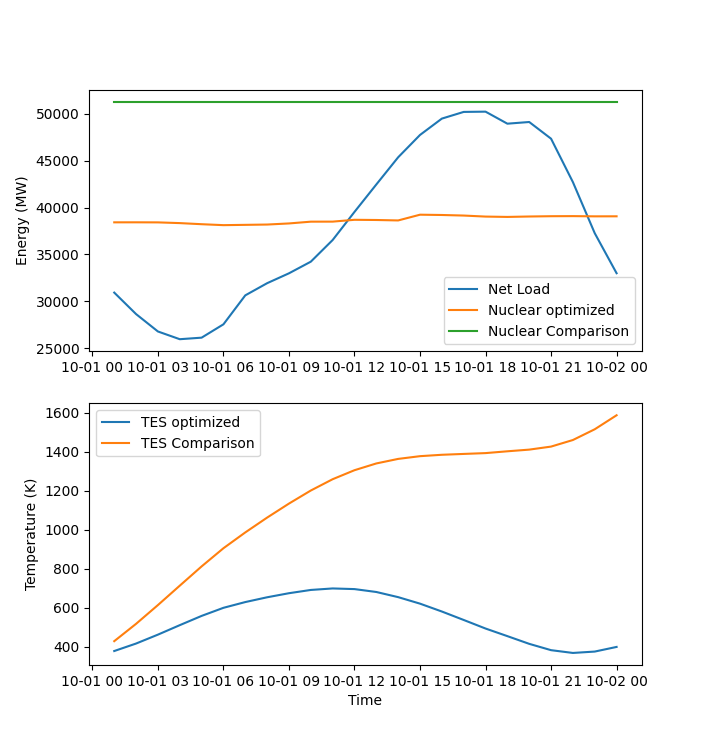 50000
45000
40000
35000
30000
25000
Energy (MW)
Net Load
Nuclear optimized
Nuclear Comparison
10-01 00 10-01 03 10-01 06 10-01 09 10-01 12 10-01 15 10-01 18 10-01 21 10-02 00
1600
1400
1200
1000
800
600
400
Temperature (K)
TES optimized
TES Comparison
10-01 00 10-01 03 10-01 06 10-01 09 10-01 12 10-01 15 10-01 18 10-01 21 10-02 00
Time